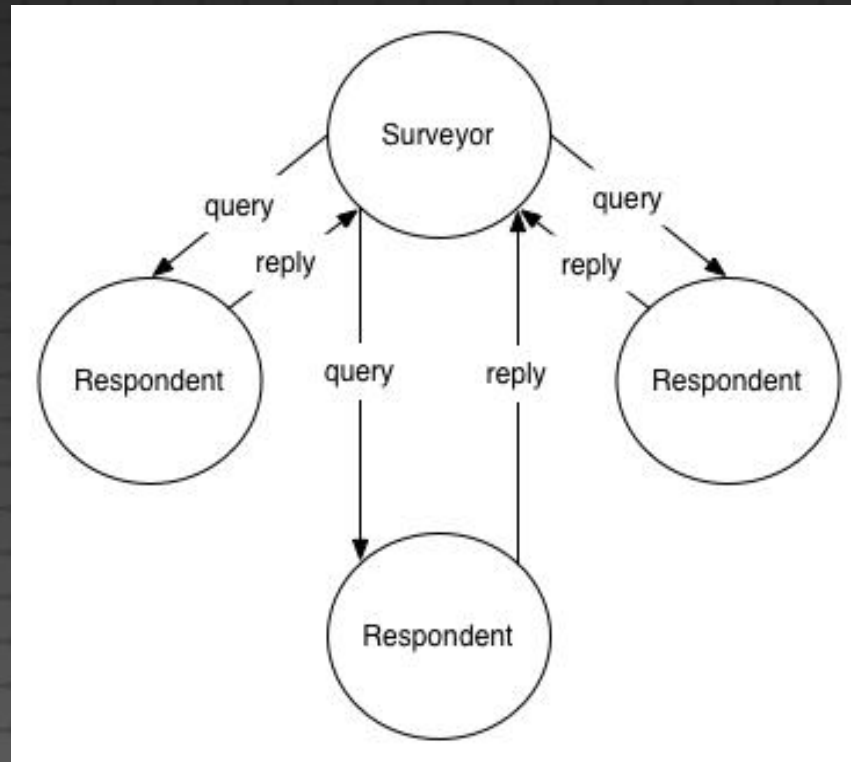 Surveyor
query
query
reply
reply
Respondent
query
reply
Respondent
Respondent